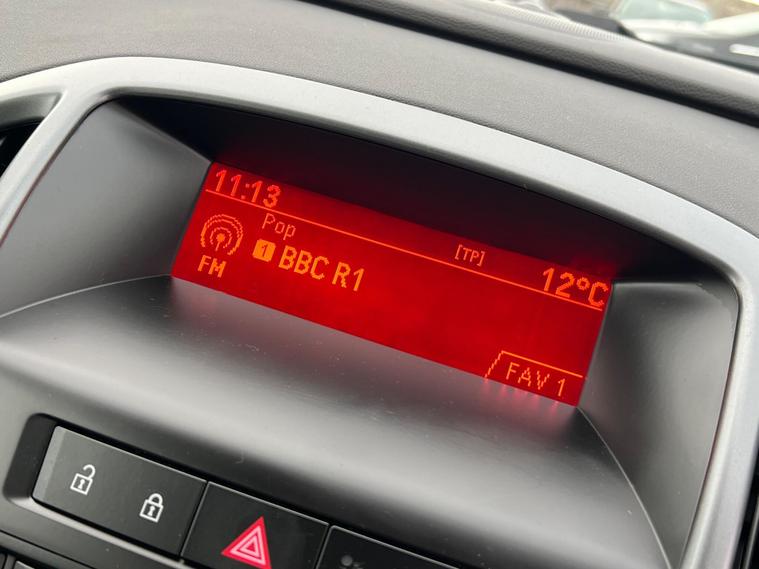 11:13
Pop
[TP]
12°C
1 BBC R1
FM
FAV 1